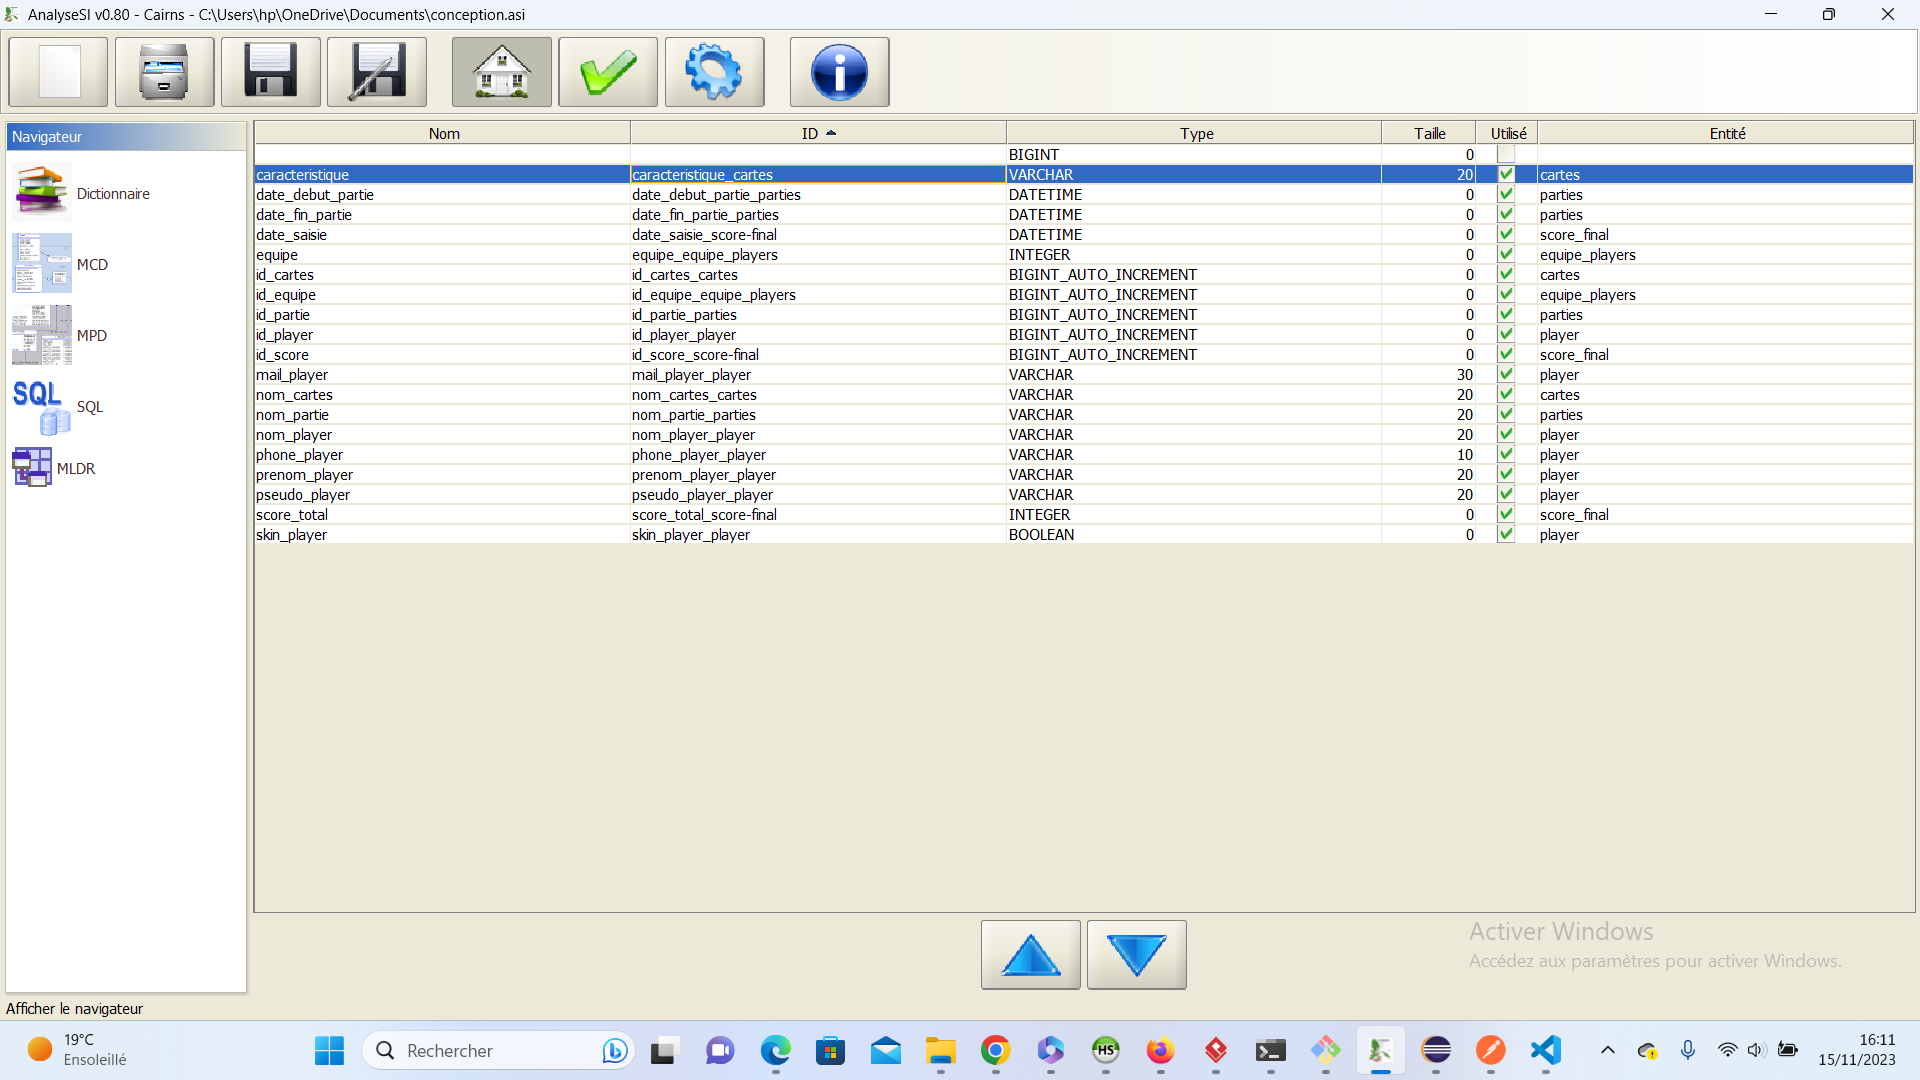 AnalyseSI v0.80 - Cairns - C:\Users\hp\OneDrive\Documents\conception.asi
Navigateur
Dictionnaire
MCD
MPD
SQL SQL
MLDR
Nom ID Type Taille Utilisé Entité
BIGINT 0
caracteristique caracteristique_cartes VARCHAR 20 cartes
date_debut_partie date_debut_partie_parties DATETIME 0 parties
date_fin_partie date_fin_partie_parties DATETIME 0 parties
date_saisie date_saisie_score-final DATETIME 0 score_final
equipe equipe_equipe_players INTEGER 0 equipe_players
id_cartes id_cartes_cartes BIGINT_AUTO_INCREMENT 0 cartes
id_equipe id_equipe_equipe_players BIGINT_AUTO_INCREMENT 0 equipe_players
id_partie id_partie_parties BIGINT_AUTO_INCREMENT 0 parties
id_player id_player_player BIGINT_AUTO_INCREMENT 0 player
id_score id_score_score-final BIGINT_AUTO_INCREMENT 0 score_final
mail_player mail_player_player VARCHAR 30 player
nom_cartes nom_cartes_cartes VARCHAR 20 cartes
nom_partie nom_partie_parties VARCHAR 20 parties
nom_player nom_player_player VARCHAR 20 player
phone_player phone_player_player VARCHAR 10 player
prenom_player prenom_player_player VARCHAR 20 player
pseudo_player pseudo_player_player VARCHAR 20 player
score_total score_total_score-final INTEGER 0 score_final
skin_player skin_player_player BOOLEAN 0 player
Activer Windows
Accédez aux paramètres pour activer Windows.
Afficher le navigateur
19°C
Ensoleillé
Rechercher
HS
16:11
15/11/2023